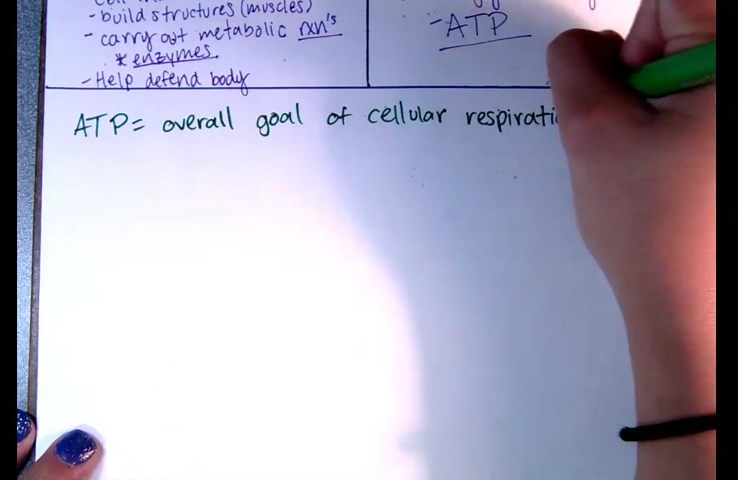 - build structures (muscles)
- carry out metabolic rxn's
* enzymes
- Help defend body
- ATP
ATP = overall goal of cellular respirati